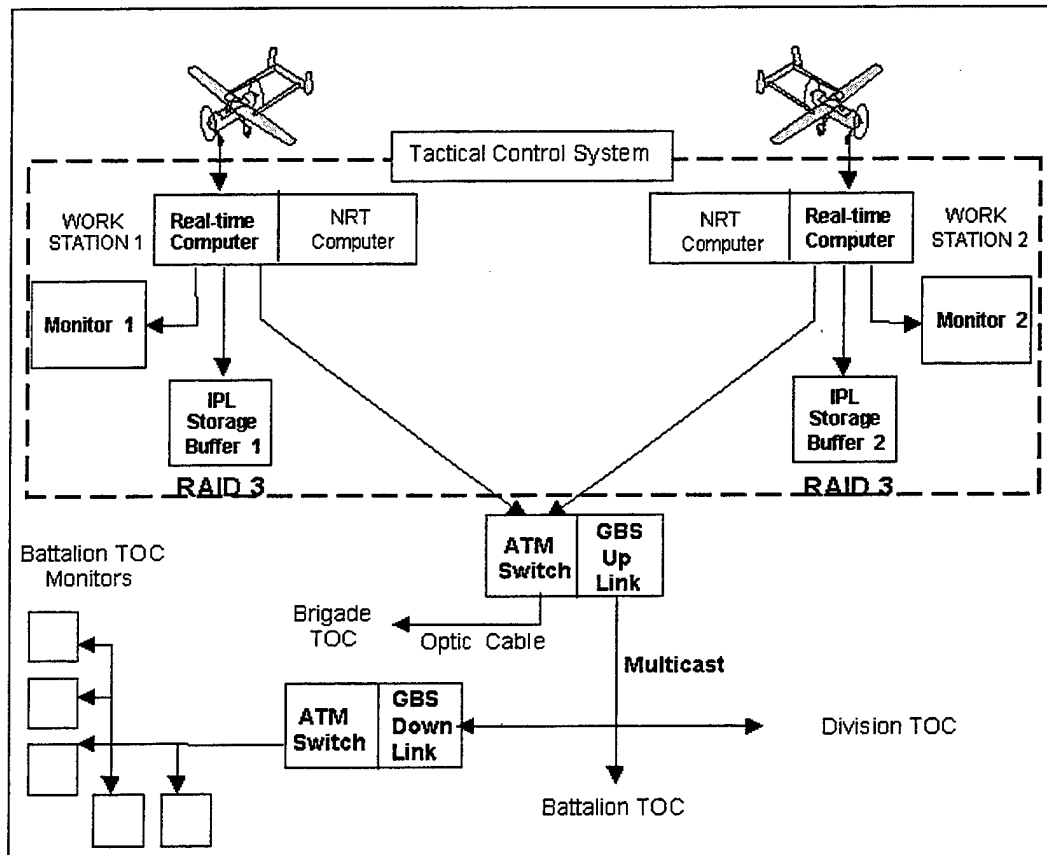 Tactical Control System
WORK
STATION 1
Real-time
Computer
NRT
Computer
NRT
Computer
Real-time
Computer
WORK
STATION 2
Monitor 1
Monitor 2
IPL
Storage
Buffer 1
IPL
Storage
Buffer 2
RAID 3
RAID 3
ATM
Switch
GBS
Up
Link
Battalion TOC
Monitors
Brigade
TOC
Optic Cable
Multicast
ATM
Switch
GBS
Down
Link
Division TOC
Battalion TOC